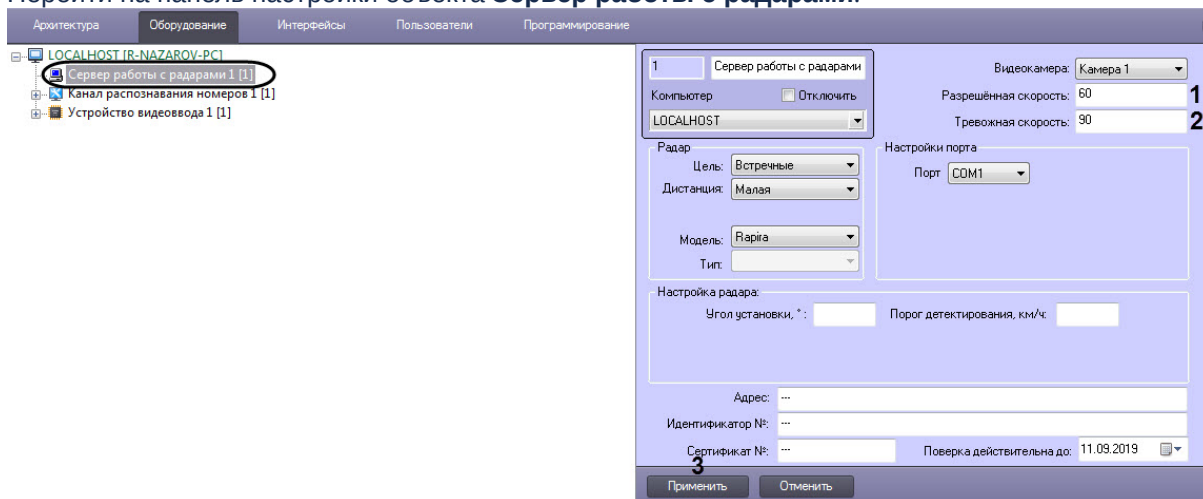 Перейти на панель настройки объекта Сервер работы с радарами.
Архитектура Оборудование Интерфейсы Пользователи Программирование
LOCALHOST [R-NAZAROV-PC]
Сервер работы с радарами 1 [1]
Канал распознавания номеров 1 [1]
Устройство видеоввода 1 [1]
1 Сервер работы с радарами
Компьютер Отключить
LOCALHOST
Видеокамера: Камера 1
Разрешённая скорость: 60 1
Тревожная скорость: 90 2
Радар
Цель: Встречные
Дистанция: Малая
Модель: Rapira
Тип:
Настройки порта
Порт COM1
Настройка радара:
Угол установки, ° : Порог детектирования, км/ч:
Адрес: ---
Идентификатор №: ---
Сертификат №: --- Поверка действительна до: 11.09.2019
3
Применить Отменить